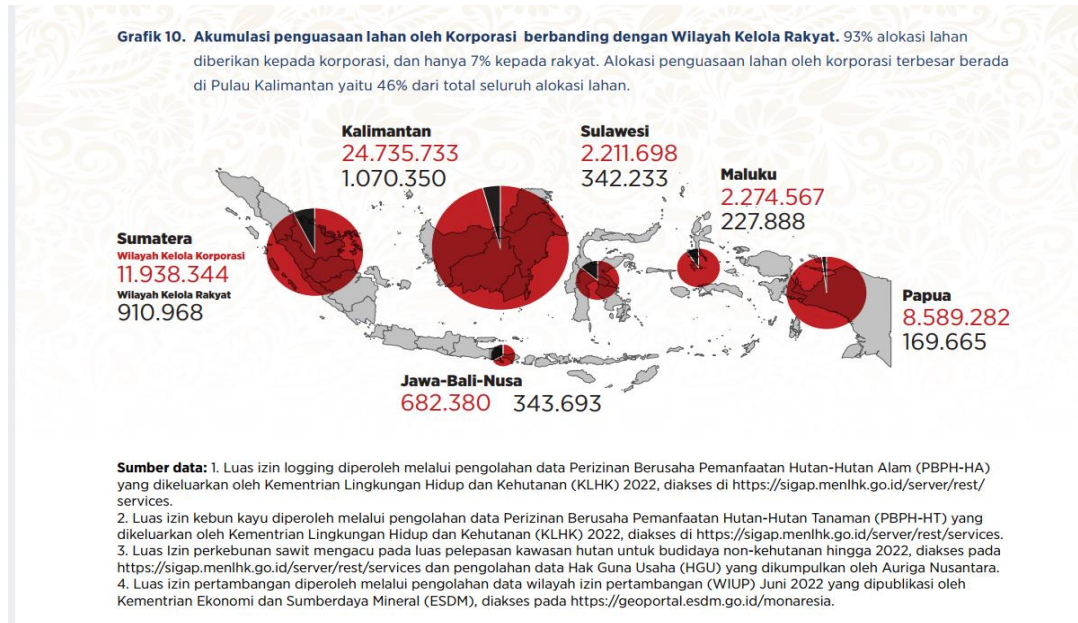 Grafik 10. Akumulasi penguasaan lahan oleh Korporasi berbanding dengan Wilayah Kelola Rakyat. 93% alokasi lahan
diberikan kepada korporasi, dan hanya 7% kepada rakyat. Alokasi penguasaan lahan oleh korporasi terbesar berada
di Pulau Kalimantan yaitu 46% dari total seluruh alokasi lahan.
Kalimantan
24.735.733
1.070.350
Sulawesi
2.211.698
342.233
Maluku
2.274.567
227.888
Sumatera
Wilayah Kelola Korporasi
11.938.344
Wilayah Kelola Rakyat
910.968
Papua
8.589.282
169.665
Jawa-Bali-Nusa
682.380 343.693
Sumber data: 1. Luas izin logging diperoleh melalui pengolahan data Perizinan Berusaha Pemanfaatan Hutan-Hutan Alam (PBPH-HA)
yang dikeluarkan oleh Kementrian Lingkungan Hidup dan Kehutanan (KLHK) 2022, diakses di https://sigap.menlhk.go.id/server/rest/
services.
2. Luas izin kebun kayu diperoleh melalui pengolahan data Perizinan Berusaha Pemanfaatan Hutan-Hutan Tanaman (PBPH-HT) yang
dikeluarkan oleh Kementrian Lingkungan Hidup dan Kehutanan (KLHK) 2022, diakses di https://sigap.menlhk.go.id/server/rest/services.
3. Luas Izin perkebunan sawit mengacu pada luas pelepasan kawasan hutan untuk budidaya non-kehutanan hingga 2022, diakses pada
https://sigap.menlhk.go.id/server/rest/services dan pengolahan data Hak Guna Usaha (HGU) yang dikumpulkan oleh Auriga Nusantara.
4. Luas izin pertambangan diperoleh melalui pengolahan data wilayah izin pertambangan (WIUP) Juni 2022 yang dipublikasi oleh
Kementrian Ekonomi dan Sumberdaya Mineral (ESDM), diakses pada https://geoportal.esdm.go.id/monaresia.